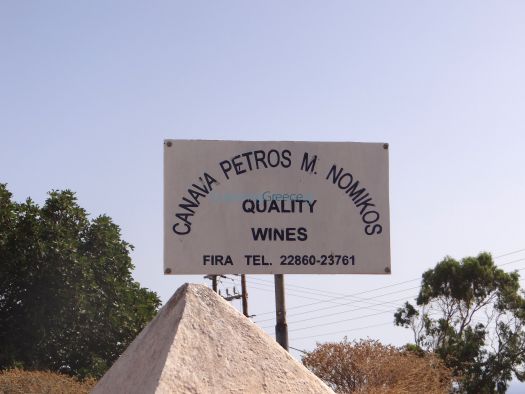 CANAVA PETROS M. NOMIKOS
QUALITY
WINES
FIRA TEL. 22860-23761